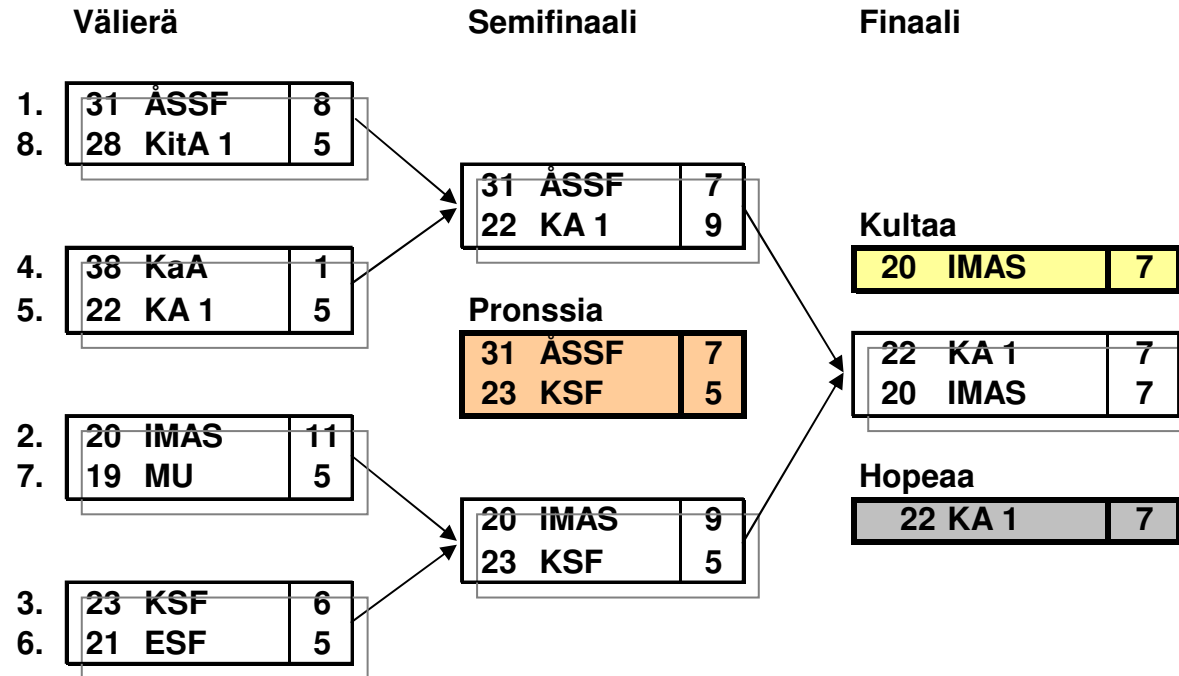 Välierä
Semifinaali
Finaali
1. 31 ÅSSF 8
8. 28 KitA 1 5
4. 38 KaA 1
5. 22 KA 1 5
2. 20 IMAS 11
7. 19 MU 5
3. 23 KSF 6
6. 21 ESF 5
31 ÅSSF 7
22 KA 1 9
Pronssia
31 ÅSSF 7
23 KSF 5
20 IMAS 9
23 KSF 5
Kultaa
20 IMAS 7
22 KA 1 7
20 IMAS 7
Hopeaa
22 KA 1 7